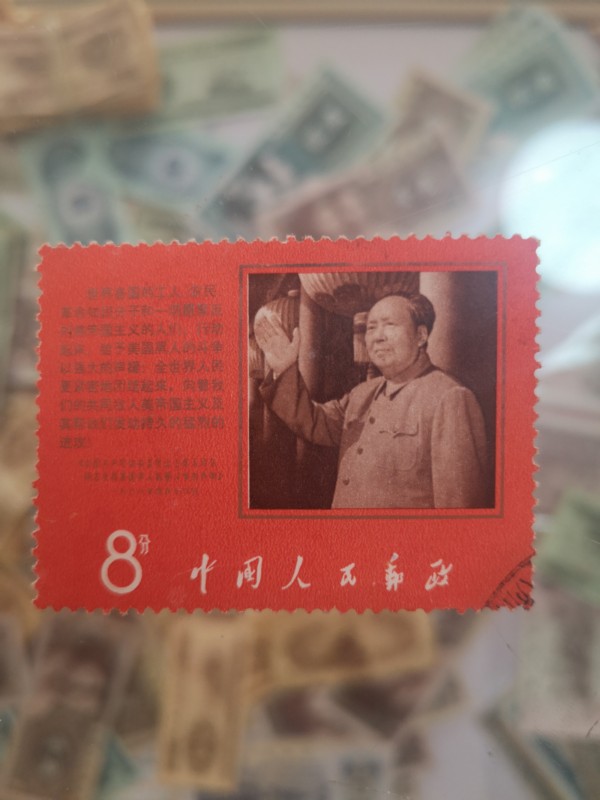 世界各国的工人、农民、
革命知识分子和一切愿意反
对美帝国主义的人们，行动
起来，给予美国黑人的斗争
以强大的声援！全世界人民
更紧密地团结起来，向着我
们的共同敌人美帝国主义及
其帮凶们发动持久的猛烈的
进攻！
8分 中国人民邮政